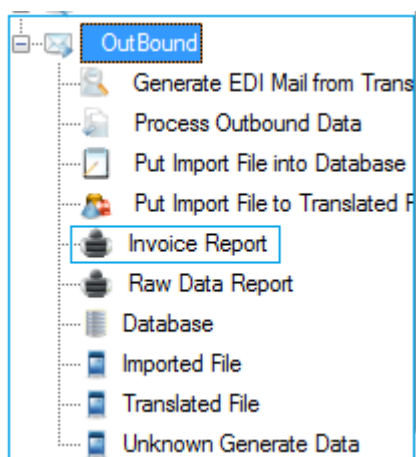 OutBound
Generate EDI Mail from Trans
Process Outbound Data
Put Import File into Database
Put Import File to Translated F
Invoice Report
Raw Data Report
Database
Imported File
Translated File
Unknown Generate Data